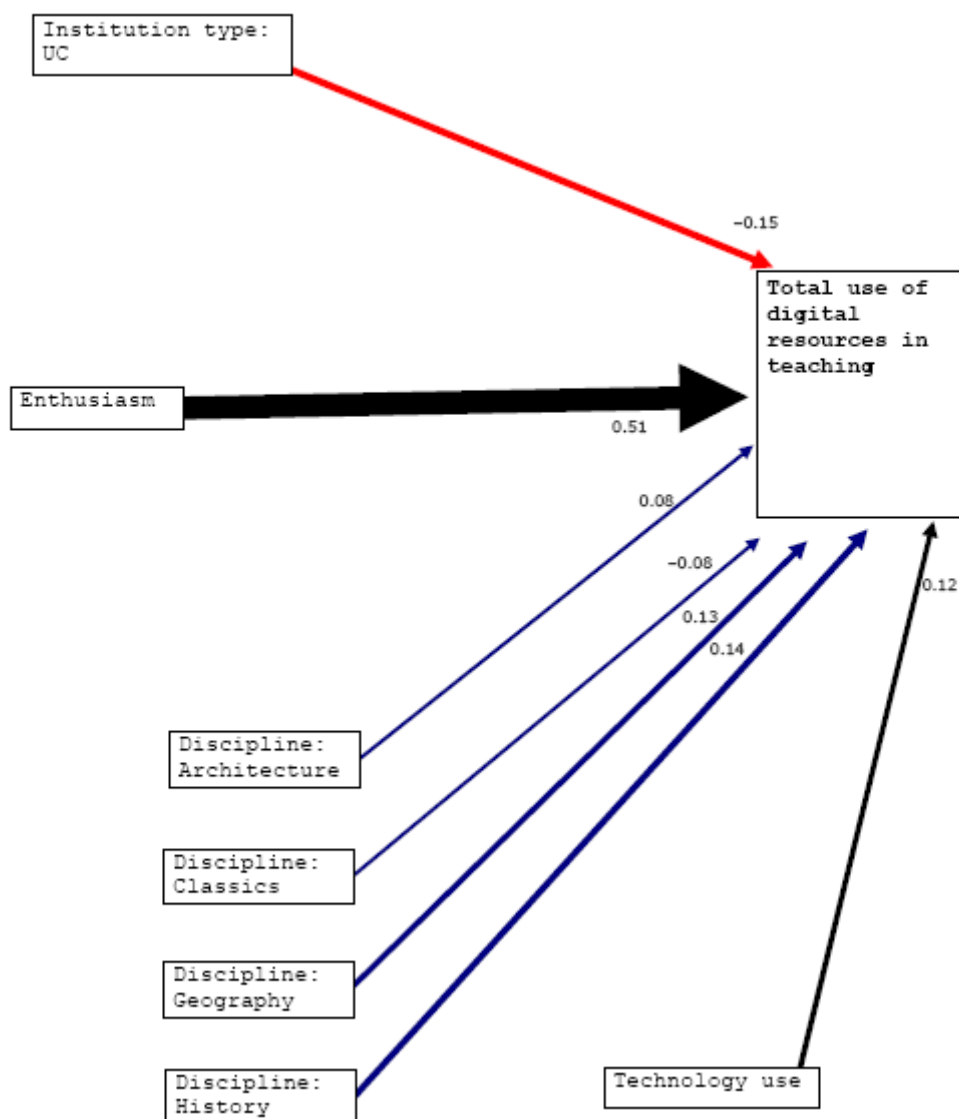 Institution type:
UC
−0.15
Total use of
digital
resources in
teaching
Enthusiasm
0.51
0.08
−0.08
0.12
0.13
0.14
Discipline:
Architecture
Discipline:
Classics
Discipline:
Geography
Discipline:
History
Technology use